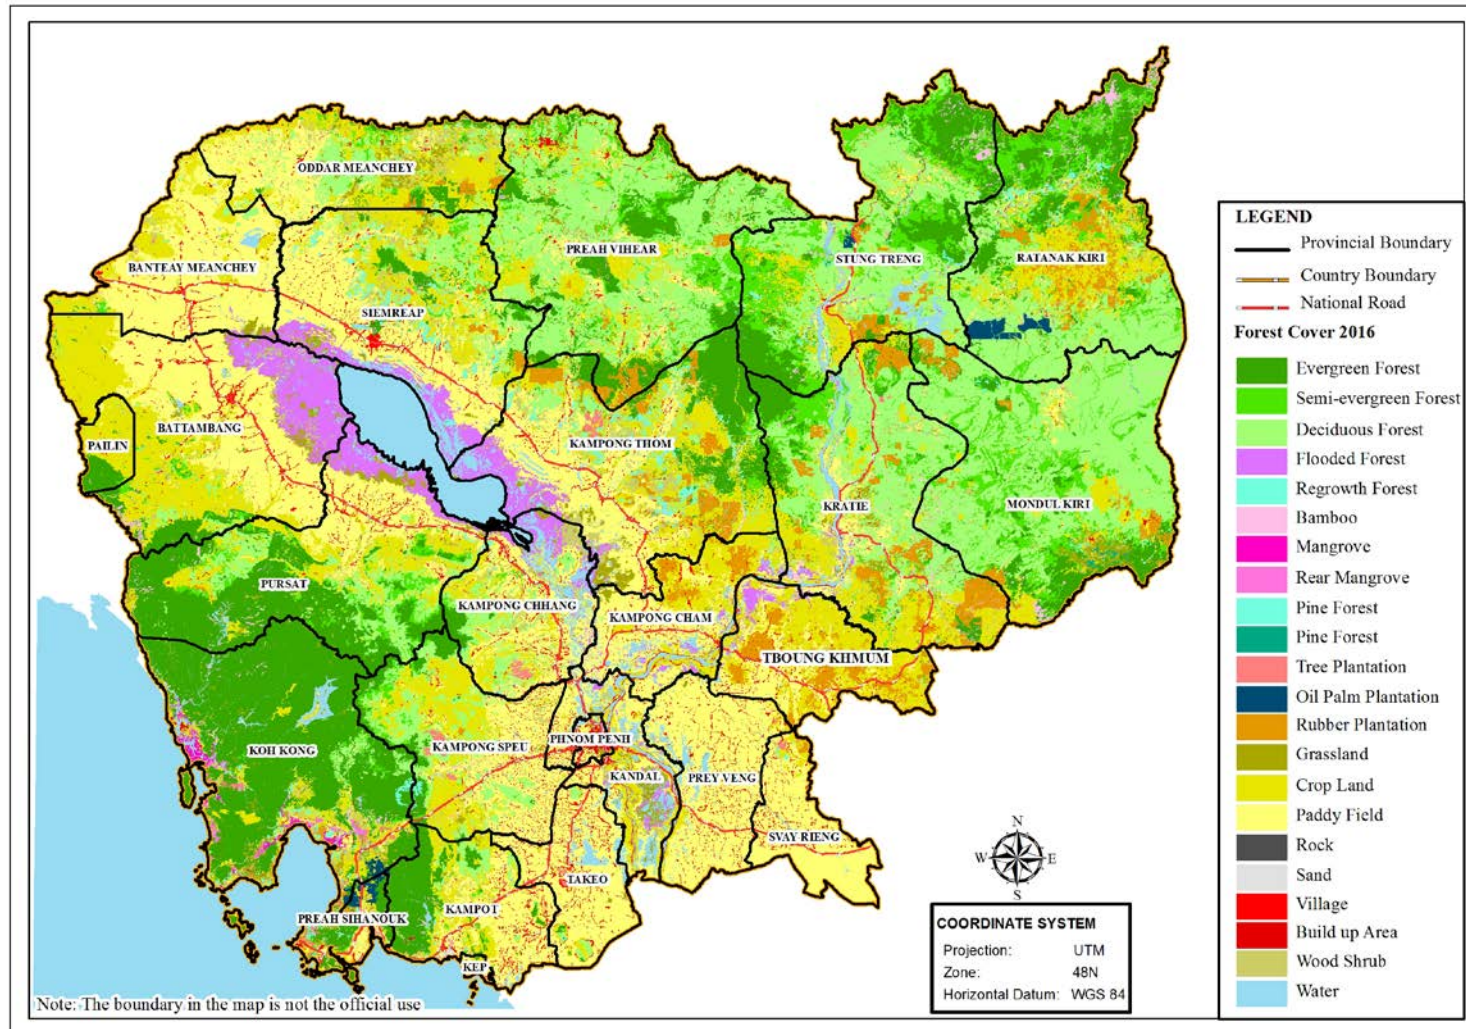 ODDAR MEANCHEY
BANTEAY MEANCHEY
PREAH VIHEAR
STUNG TRENG
RATANAK KIRI
SIEMREAP
PAILIN
BATTAMBANG
KAMPONG THOM
KRATIE
MONDUL KIRI
PURSAT
KAMPONG CHHANG
KAMPONG CHAM
TBOUNG KHMUM
KOH KONG
KAMPONG SPEU
PHNOM PENH
KANDAL
PREY VENG
SVAY RIENG
TAKEO
PREAH SIHANOUK
KAMPOT
KEP
Note: The boundary in the map is not the official use
N
W
E
S
COORDINATE SYSTEM
Projection: UTM
Zone: 48N
Horizontal Datum: WGS 84
LEGEND
Provincial Boundary
Country Boundary
National Road
Forest Cover 2016
Evergreen Forest
Semi-evergreen Forest
Deciduous Forest
Flooded Forest
Regrowth Forest
Bamboo
Mangrove
Rear Mangrove
Pine Forest
Pine Forest
Tree Plantation
Oil Palm Plantation
Rubber Plantation
Grassland
Crop Land
Paddy Field
Rock
Sand
Village
Build up Area
Wood Shrub
Water